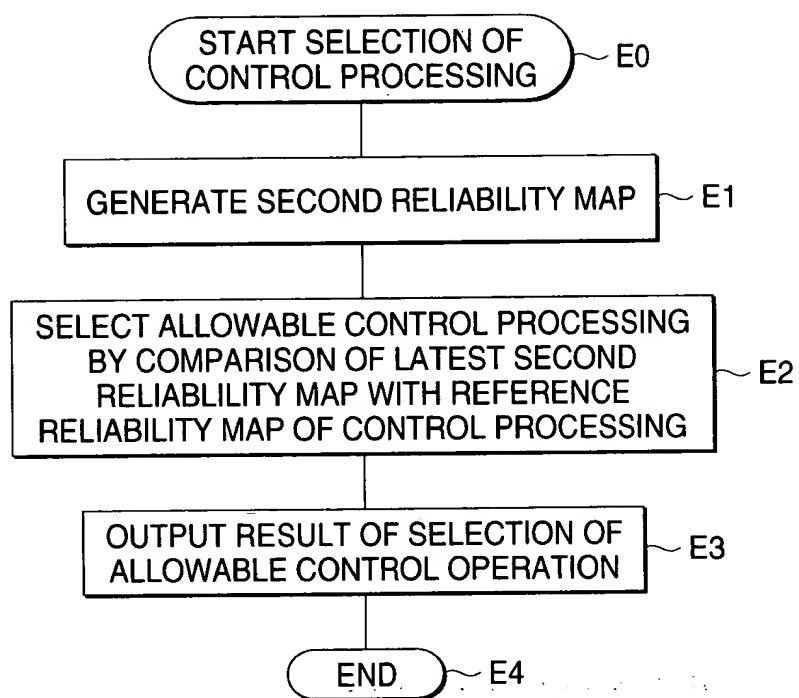 START SELECTION OF
CONTROL PROCESSING
E0
GENERATE SECOND RELIABILITY MAP
E1
SELECT ALLOWABLE CONTROL PROCESSING
BY COMPARISON OF LATEST SECOND
RELIABLILITY MAP WITH REFERENCE
RELIABILITY MAP OF CONTROL PROCESSING
E2
OUTPUT RESULT OF SELECTION OF
ALLOWABLE CONTROL OPERATION
E3
END
E4